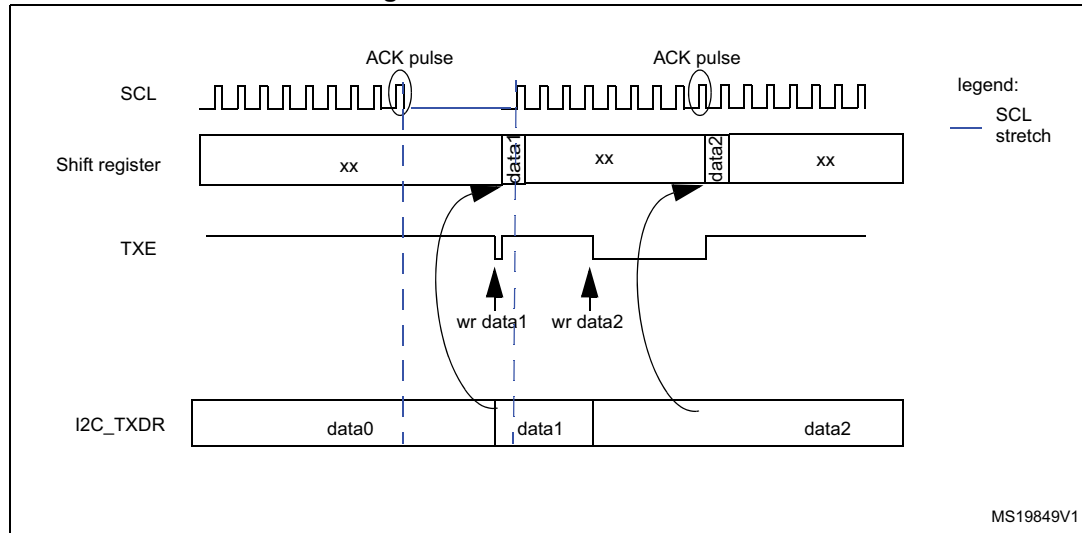 ACK pulse
ACK pulse
legend:
SCL
SCL
stretch
Shift register
xx
data1
xx
data2
xx
TXE
wr data1
wr data2
I2C_TXDR
data0
data1
data2
MS19849V1